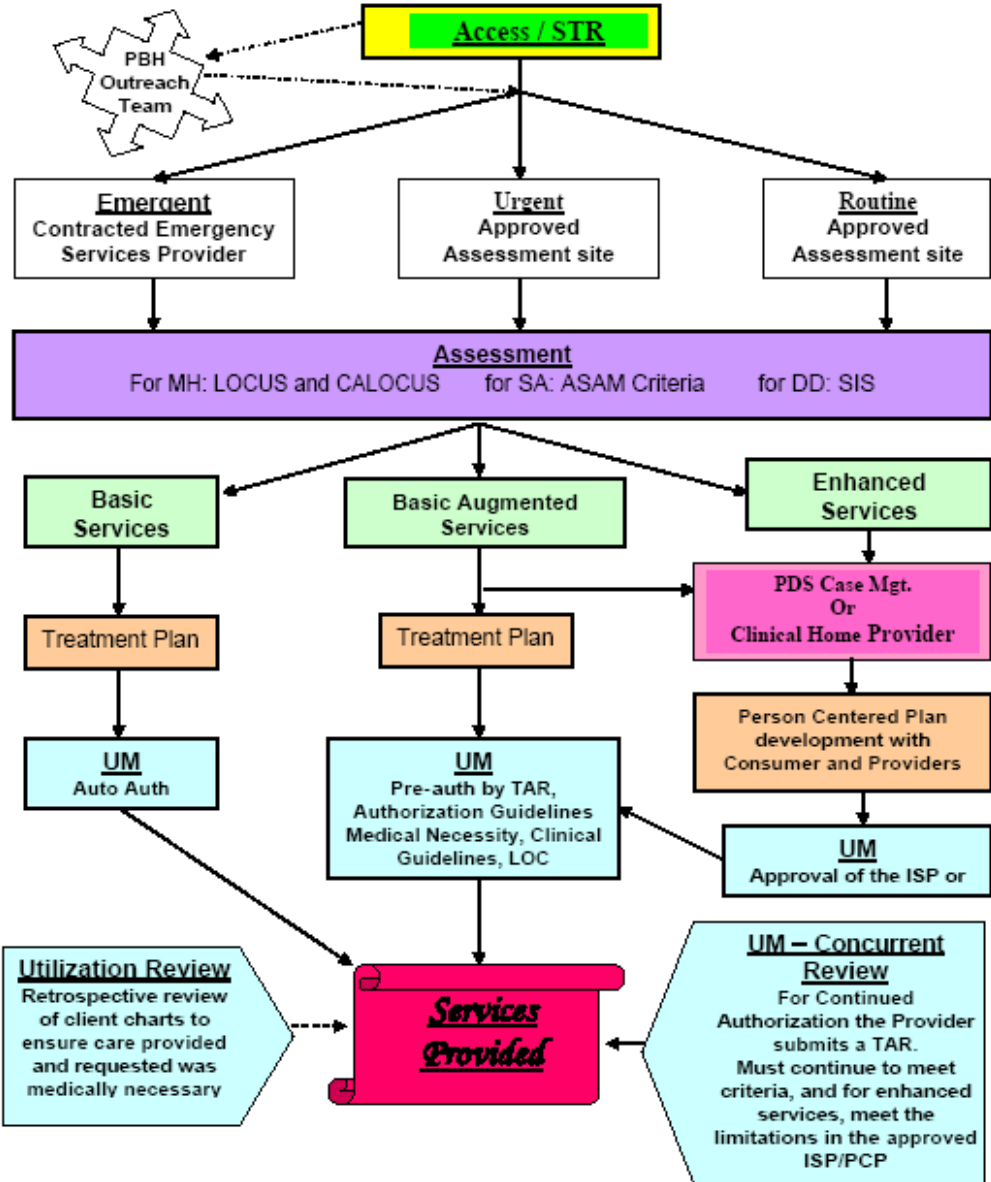 Access / STR
PBH
Outreach
Team
Emergent
Contracted Emergency
Services Provider
Urgent
Approved
Assessment site
Routine
Approved
Assessment site
Assessment
For MH: LOCUS and CALOCUS for SA: ASAM Criteria for DD: SIS
Basic
Services
Basic Augmented
Services
Enhanced
Services
PDS Case Mgt.
Or
Clinical Home Provider
Treatment Plan
Treatment Plan
Person Centered Plan
development with
Consumer and Providers
UM
Auto Auth
UM
Pre-auth by TAR,
Authorization Guidelines
Medical Necessity, Clinical
Guidelines, LOC
UM
Approval of the ISP or
Utilization Review
Retrospective review
of client charts to
ensure care provided
and requested was
medically necessary
Services
Provided
UM – Concurrent
Review
For Continued
Authorization the Provider
submits a TAR.
Must continue to meet
criteria, and for enhanced
services, meet the
limitations in the approved
ISP/PCP